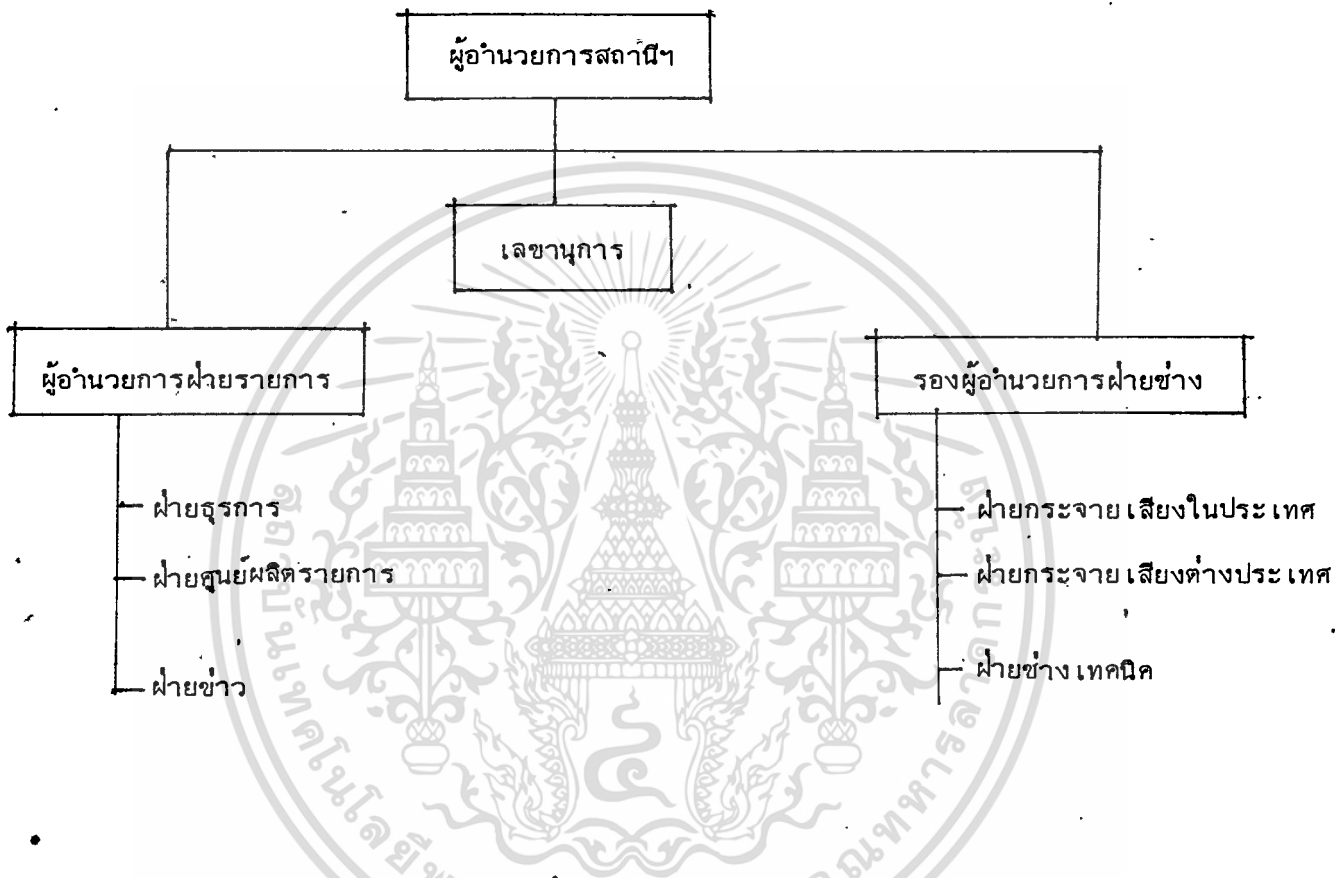 ผู้อำนวยการสถานีฯ
เลขานุการ
ผู้อำนวยการฝ่วยรายการ
รองผู้อำนวยการฝ่ายช่าง
ฝ่ายธุรการ
ฝ่ายศูนย์ผลิตรายการ
ฝ่ายข่าว
ฝ่ายกระจายเสียงในประเทศ
ฝ่ายกระจายเสียงต่างประเทศ
ฝ่ายช่างเทคนิค